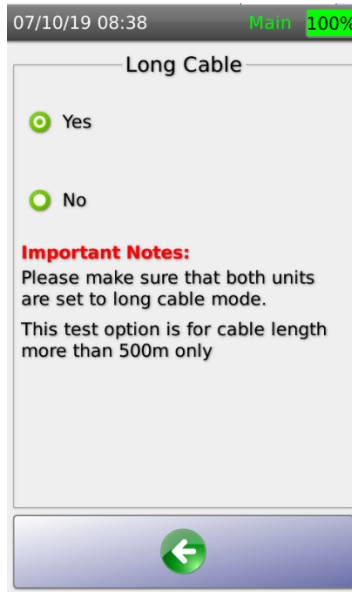 07/10/19 08:38 Main 100%
Long Cable
Yes
No
Important Notes:
Please make sure that both units
are set to long cable mode.
This test option is for cable length
more than 500m only